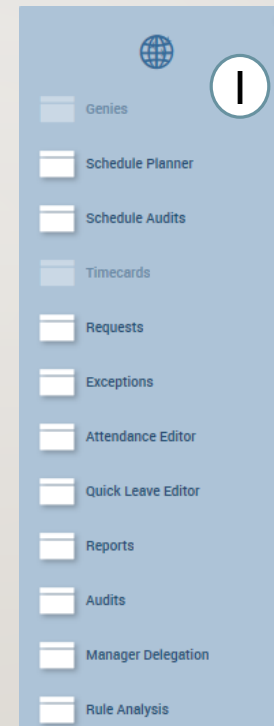 I
Genies
Schedule Planner
Schedule Audits
Timecards
Requests
Exceptions
Attendance Editor
Quick Leave Editor
Reports
Audits
Manager Delegation
Rule Analysis